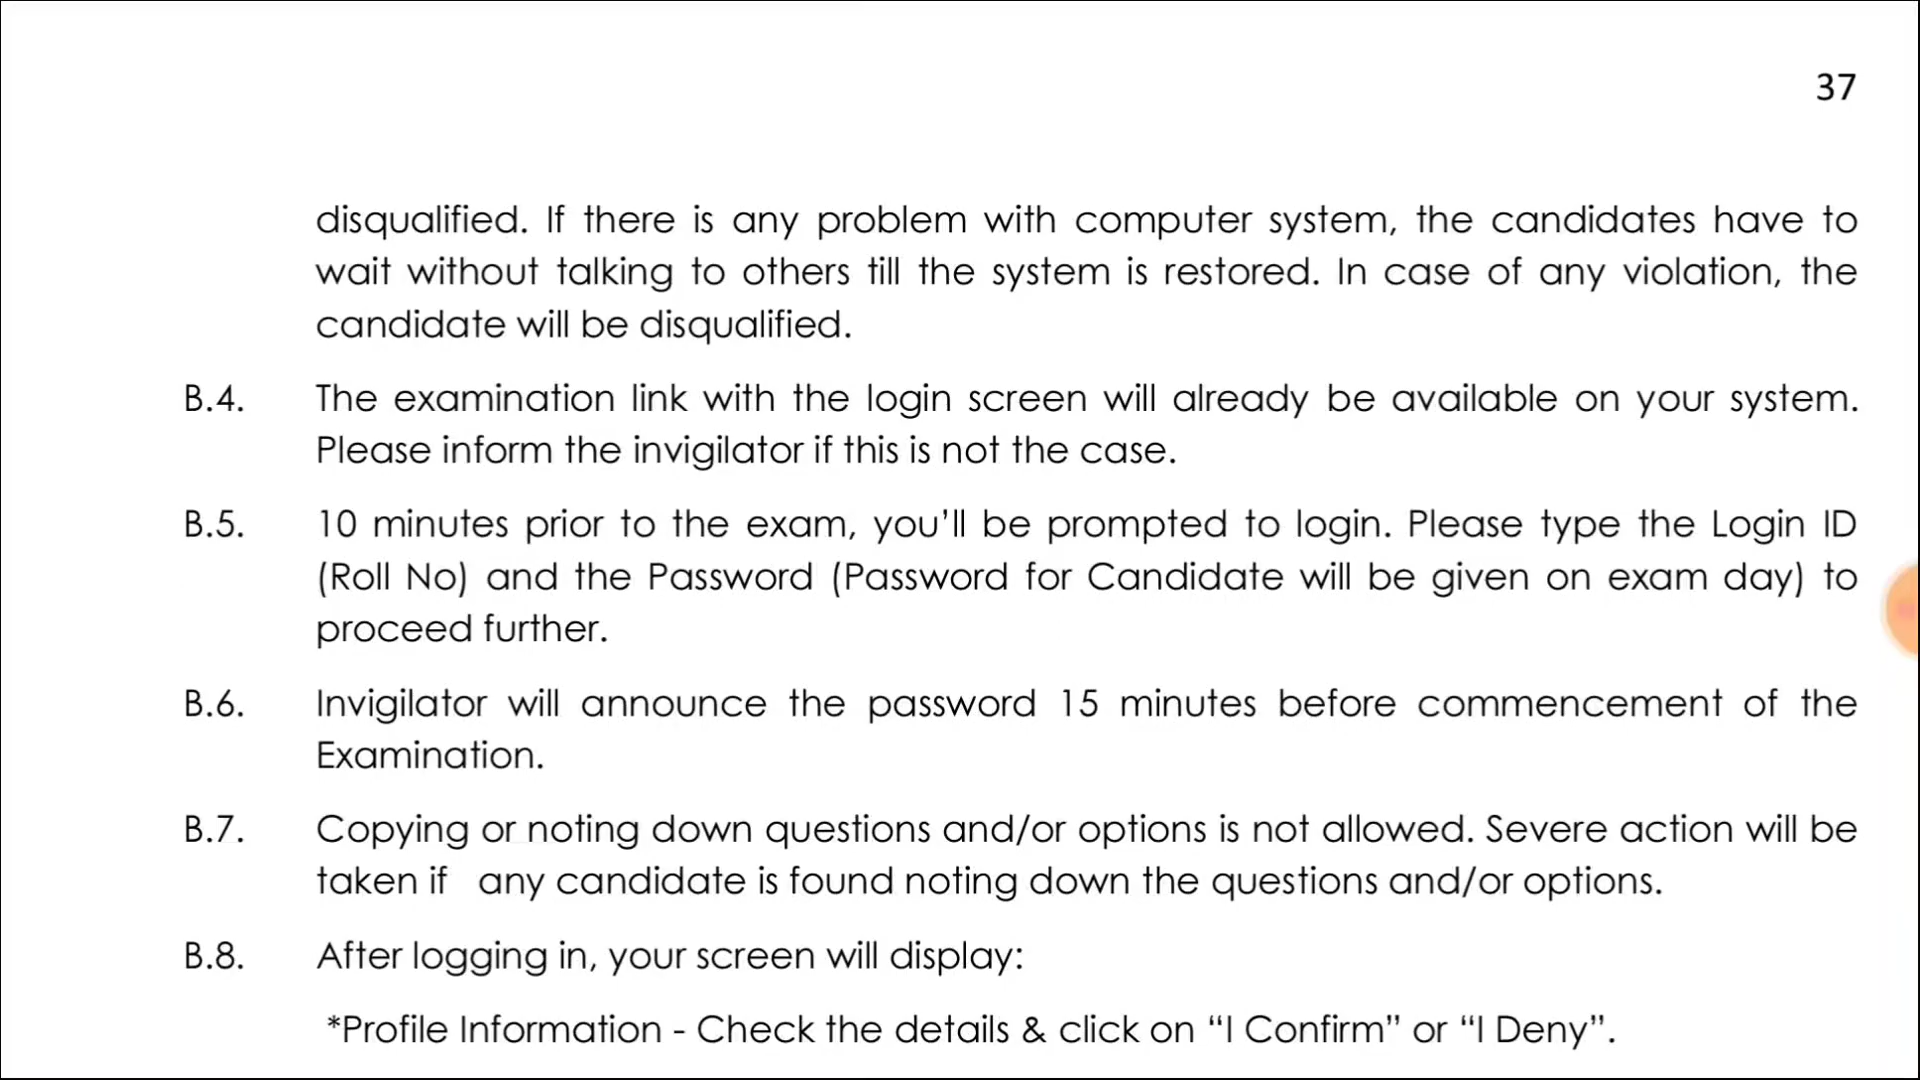 37
disqualified. If there is any problem with computer system, the candidates have to
wait without talking to others till the system is restored. In case of any violation, the
candidate will be disqualified.
B.4. The examination link with the login screen will already be available on your system.
Please inform the invigilator if this is not the case.
B.5. 10 minutes prior to the exam, you’ll be prompted to login. Please type the Login ID
(Roll No) and the Password (Password for Candidate will be given on exam day) to
proceed further.
B.6. Invigilator will announce the password 15 minutes before commencement of the
Examination.
B.7. Copying or noting down questions and/or options is not allowed. Severe action will be
taken if any candidate is found noting down the questions and/or options.
B.8. After logging in, your screen will display:
*Profile Information - Check the details & click on “I Confirm” or “I Deny”.